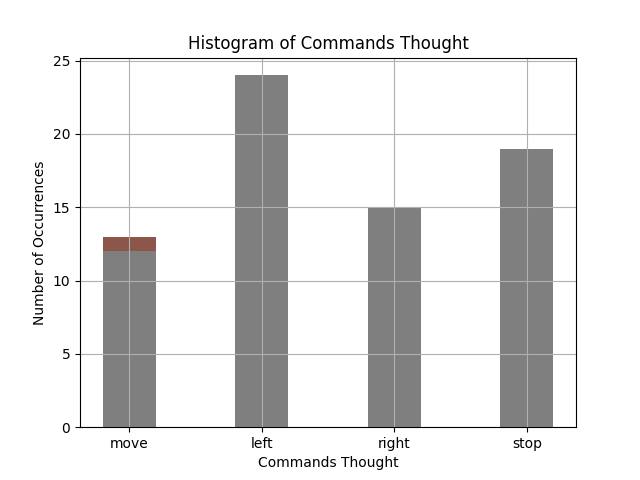 Histogram of Commands Thought
25
20
15
10
5
0
Number of Occurrences
move left right stop
Commands Thought